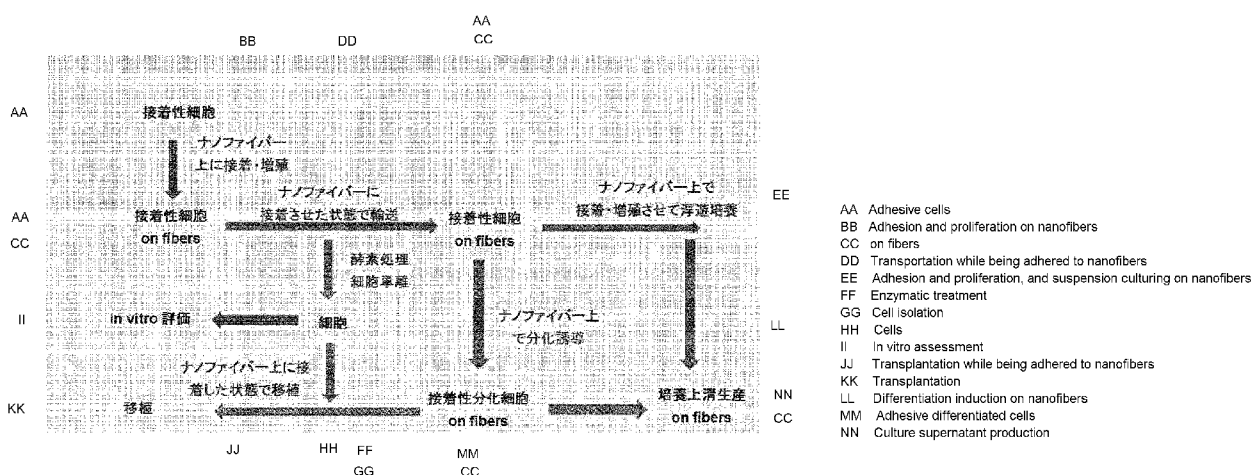 AA
CC
BB DD
AA
接着性細胞
ナノファイバー
上に接着・増殖
ナノファイバーに
接着させた状態で輸送
ナノファイバー上で
接着・増殖させて浮遊培養
EE
AA
CC
接着性細胞
on fibers
接着性細胞
on fibers
酵素処理
細胞単離
II
in vitro 評価
細胞
ナノファイバー上
で分化誘導
LL
ナノファイバー上に接
着した状態で移植
KK
移植
接着性分化細胞
on fibers
培養上清生産
on fibers
NN
CC
JJ HH FF
GG
MM
CC
AA Adhesive cells
BB Adhesion and proliferation on nanofibers
CC on fibers
DD Transportation while being adhered to nanofibers
EE Adhesion and proliferation, and suspension culturing on nanofibers
FF Enzymatic treatment
GG Cell isolation
HH Cells
II In vitro assessment
JJ Transplantation while being adhered to nanofibers
KK Transplantation
LL Differentiation induction on nanofibers
MM Adhesive differentiated cells
NN Culture supernatant production